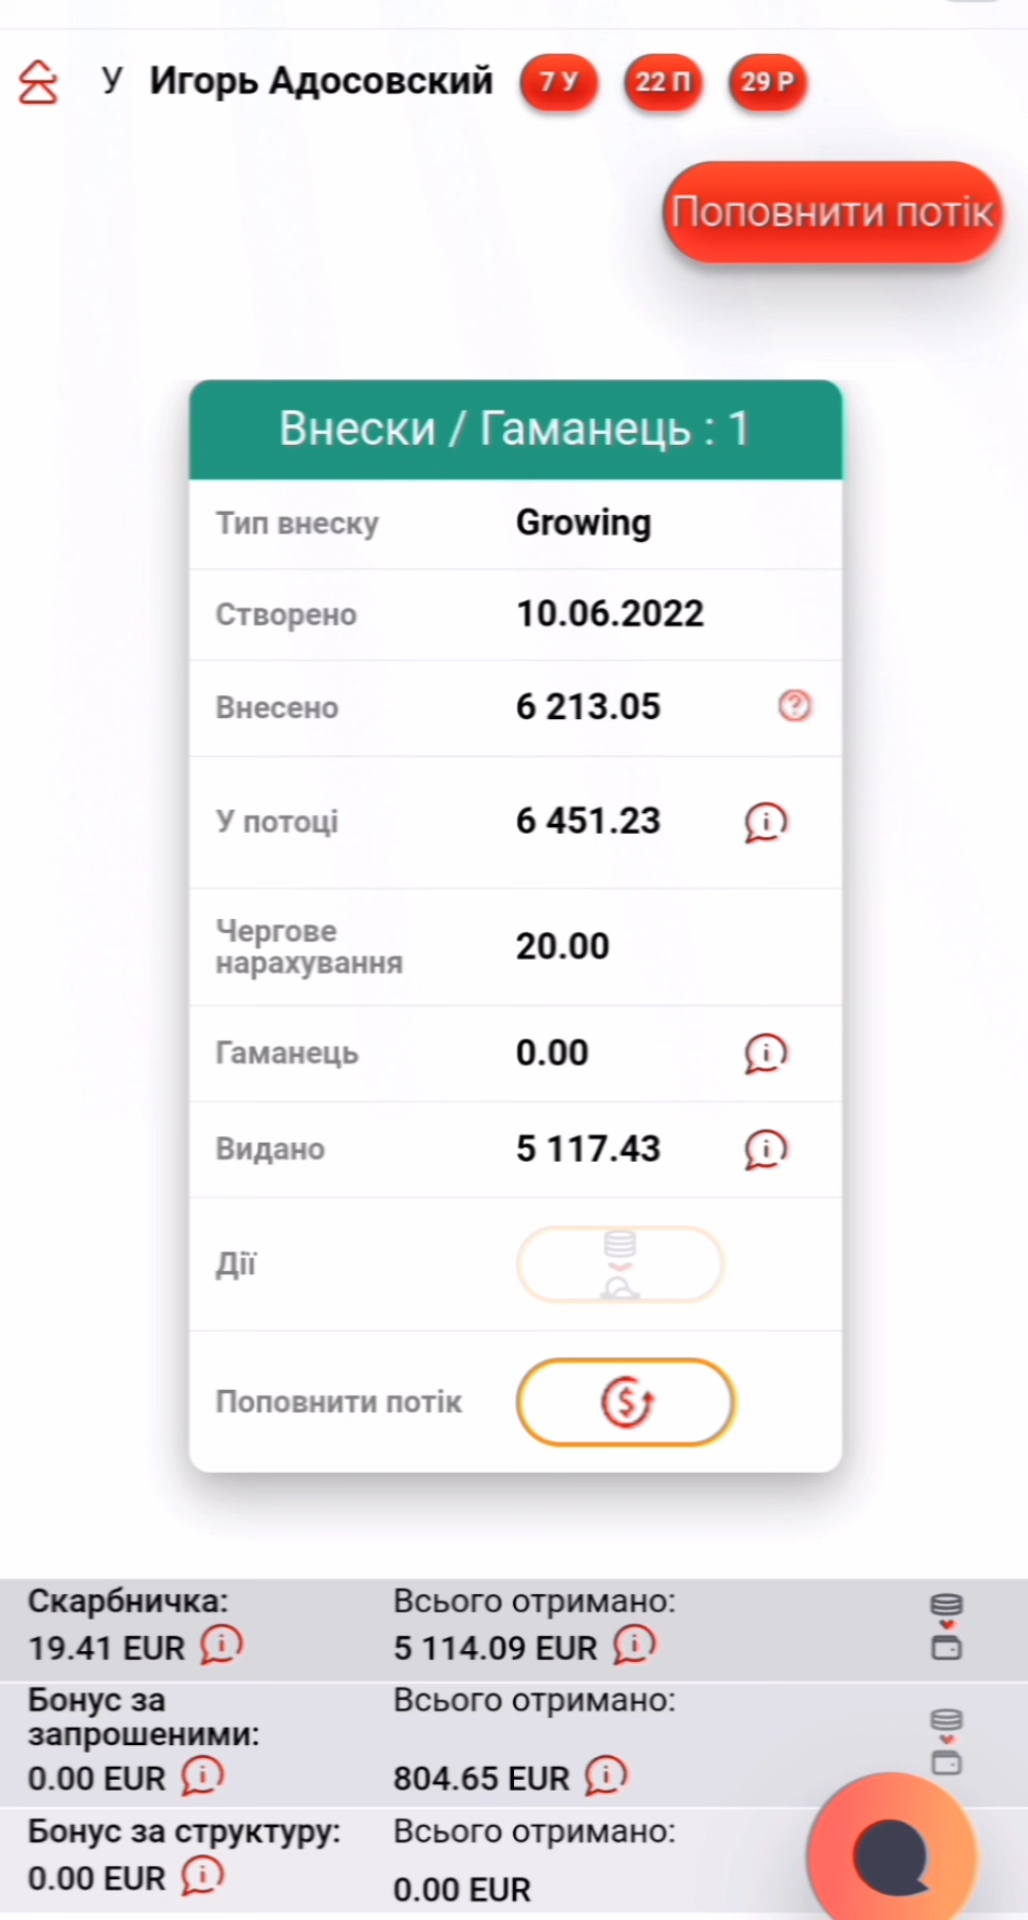 У Игорь Адосовский 7 У 22 П 29 Р
Поповнити потік
Внески / Гаманець : 1
Тип внеску Growing
Створено 10.06.2022
Внесено 6 213.05
У потоці 6 451.23
Чергове
нарахування 20.00
Гаманець 0.00
Видано 5 117.43
Дії
Поповнити потік
Скарбничка: Всього отримано:
19.41 EUR 5 114.09 EUR
Бонус за Всього отримано:
запрошеними:
0.00 EUR 804.65 EUR
Бонус за структуру: Всього отримано:
0.00 EUR 0.00 EUR